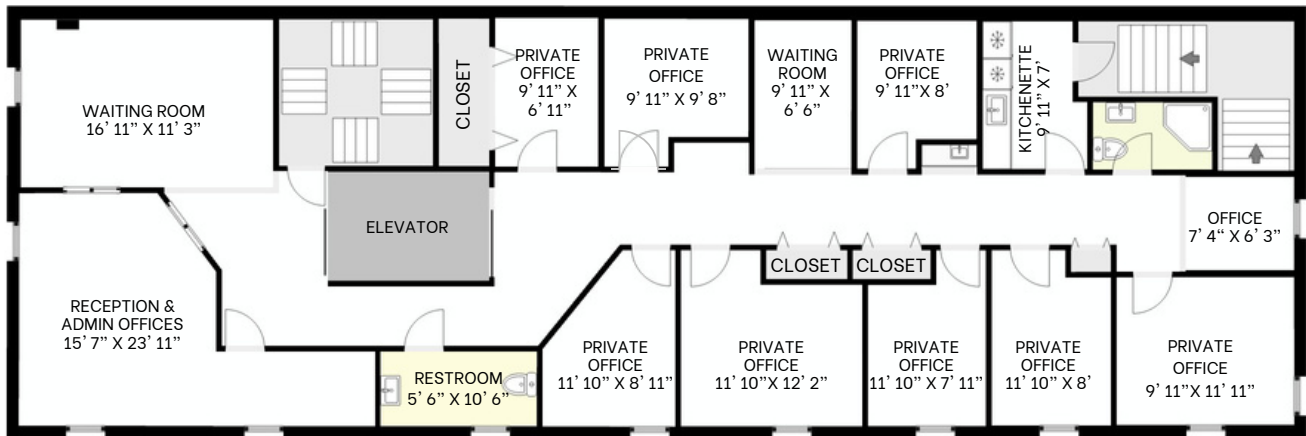 WAITING ROOM
16' 11" X 11' 3"
CLOSET
PRIVATE
OFFICE
9' 11" X
6' 11"
PRIVATE
OFFICE
9' 11" X 9' 8"
WAITING
ROOM
9' 11" X
6' 6"
PRIVATE
OFFICE
9' 11"X 8'
KITCHENETTE
9' 11" X 7'
ELEVATOR
OFFICE
7' 4" X 6' 3"
CLOSET
CLOSET
RECEPTION &
ADMIN OFFICES
15' 7" X 23' 11"
RESTROOM
5' 6" X 10' 6"
PRIVATE
OFFICE
11' 10" X 8' 11"
PRIVATE
OFFICE
11' 10"X 12' 2"
PRIVATE
OFFICE
11' 10" X 7' 11"
PRIVATE
OFFICE
11' 10" X 8'
PRIVATE
OFFICE
9' 11"X 11' 11"